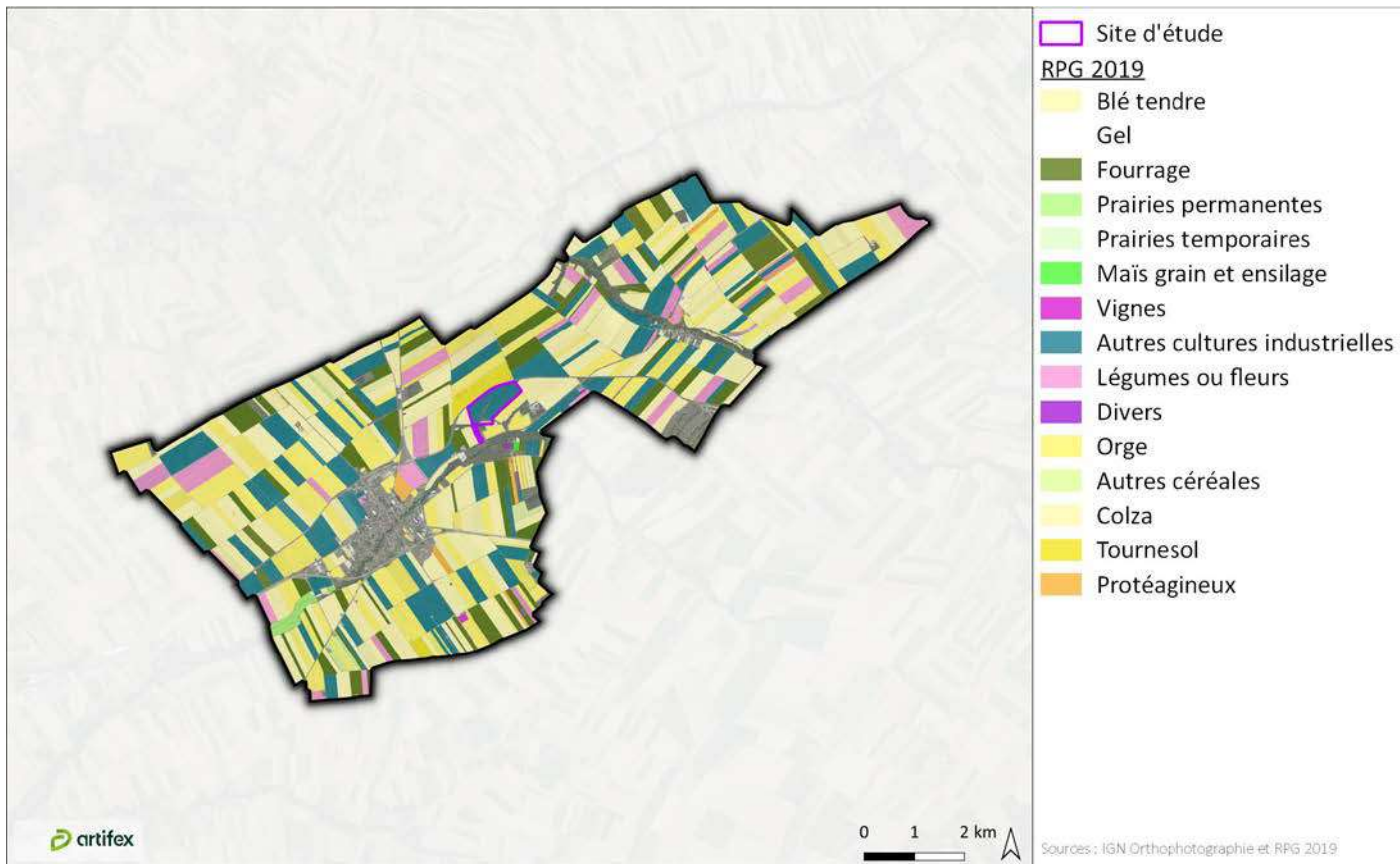 Site d'étude
RPG 2019
Blé tendre
Gel
Fourrage
Prairies permanentes
Prairies temporaires
Maïs grain et ensilage
Vignes
Autres cultures industrielles
Légumes ou fleurs
Divers
Orge
Autres céréales
Colza
Tournesol
Protéagineux
artifex
0 1 2 km
Sources : IGN Orthophotographie et RPG 2019